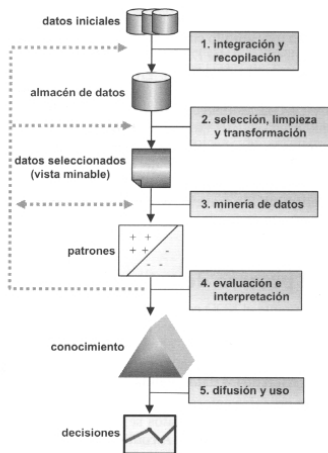 datos iniciales
1. integración y
recopilación
almacén de datos
2. selección, limpieza
y transformación
datos seleccionados
(vista minable)
3. minería de datos
patrones
4. evaluación e
interpretación
conocimiento
5. difusión y uso
decisiones